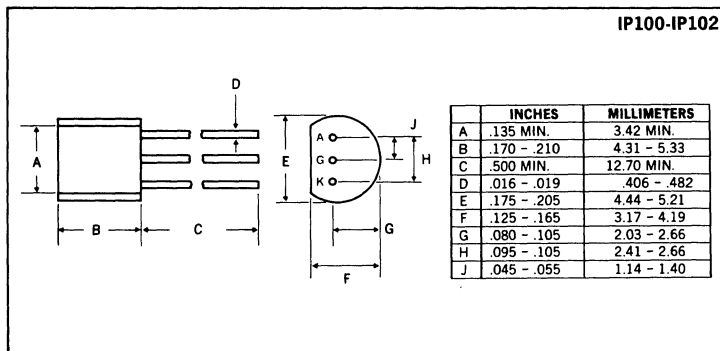 IP100-IP102
D
A
B
C
E
A
G
K
J
H
G
F
INCHES MILLIMETERS
A .135 MIN. 3.42 MIN.
B .170 - .210 4.31 - 5.33
C .500 MIN. 12.70 MIN.
D .016 - .019 .406 - .482
E .175 - .205 4.44 - 5.21
F .125 - .165 3.17 - 4.19
G .080 - .105 2.03 - 2.66
H .095 - .105 2.41 - 2.66
J .045 - .055 1.14 - 1.40